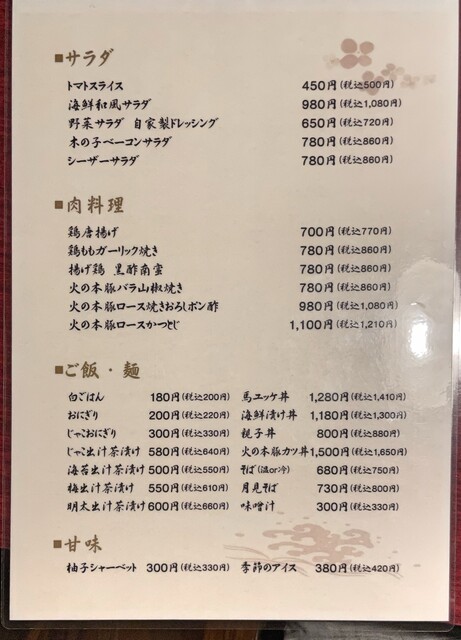 ■サラダ
トマトスライス 450円(税込500円)
海鮮和風サラダ 980円(税込1,080円)
野菜サラダ 自家製ドレッシング 650円(税込720円)
木の子ベーコンサラダ 780円(税込860円)
シーザーサラダ 780円(税込860円)
■肉料理
鶏唐揚げ 700円(税込770円)
鶏ももガーリック焼き 780円(税込860円)
揚げ鶏 黒酢南蛮 780円(税込860円)
火の本豚バラ山椒焼き 780円(税込860円)
火の本豚ロース焼きおろしポン酢 980円(税込1,080円)
火の本豚ロースかつとじ 1,100円(税込1,210円)
■ご飯・麺
白ごはん 180円(税込200円) 馬ユッケ丼 1,280円(税込1,410円)
おにぎり 200円(税込220円) 海鮮漬け丼 1,180円(税込1,300円)
じゃこおにぎり 300円(税込330円) 親子丼 800円(税込880円)
じゃこ出汁茶漬け 580円(税込640円) 火の本豚カツ丼 1,500円(税込1,650円)
海苔出汁茶漬け 500円(税込550円) そば(温or冷) 680円(税込750円)
梅出汁茶漬け 550円(税込610円) 月見そば 730円(税込800円)
明太出汁茶漬け 600円(税込660円) 味噌汁 300円(税込330円)
■甘味
柚子シャーベット 300円(税込330円) 季節のアイス 380円(税込420円)